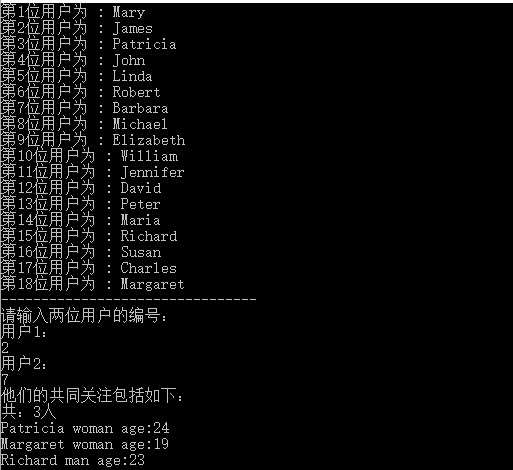 第1位用户为 : Mary
第2位用户为 : James
第3位用户为 : Patricia
第4位用户为 : John
第5位用户为 : Linda
第6位用户为 : Robert
第7位用户为 : Barbara
第8位用户为 : Michael
第9位用户为 : Elizabeth
第10位用户为 : William
第11位用户为 : Jennifer
第12位用户为 : David
第13位用户为 : Peter
第14位用户为 : Maria
第15位用户为 : Richard
第16位用户为 : Susan
第17位用户为 : Charles
第18位用户为 : Margaret
--------------------------------
请输入两位用户的编号:
用户1:
2
用户2:
7
他们的共同关注包括如下:
共: 3人
Patricia woman age:24
Margaret woman age:19
Richard man age:23